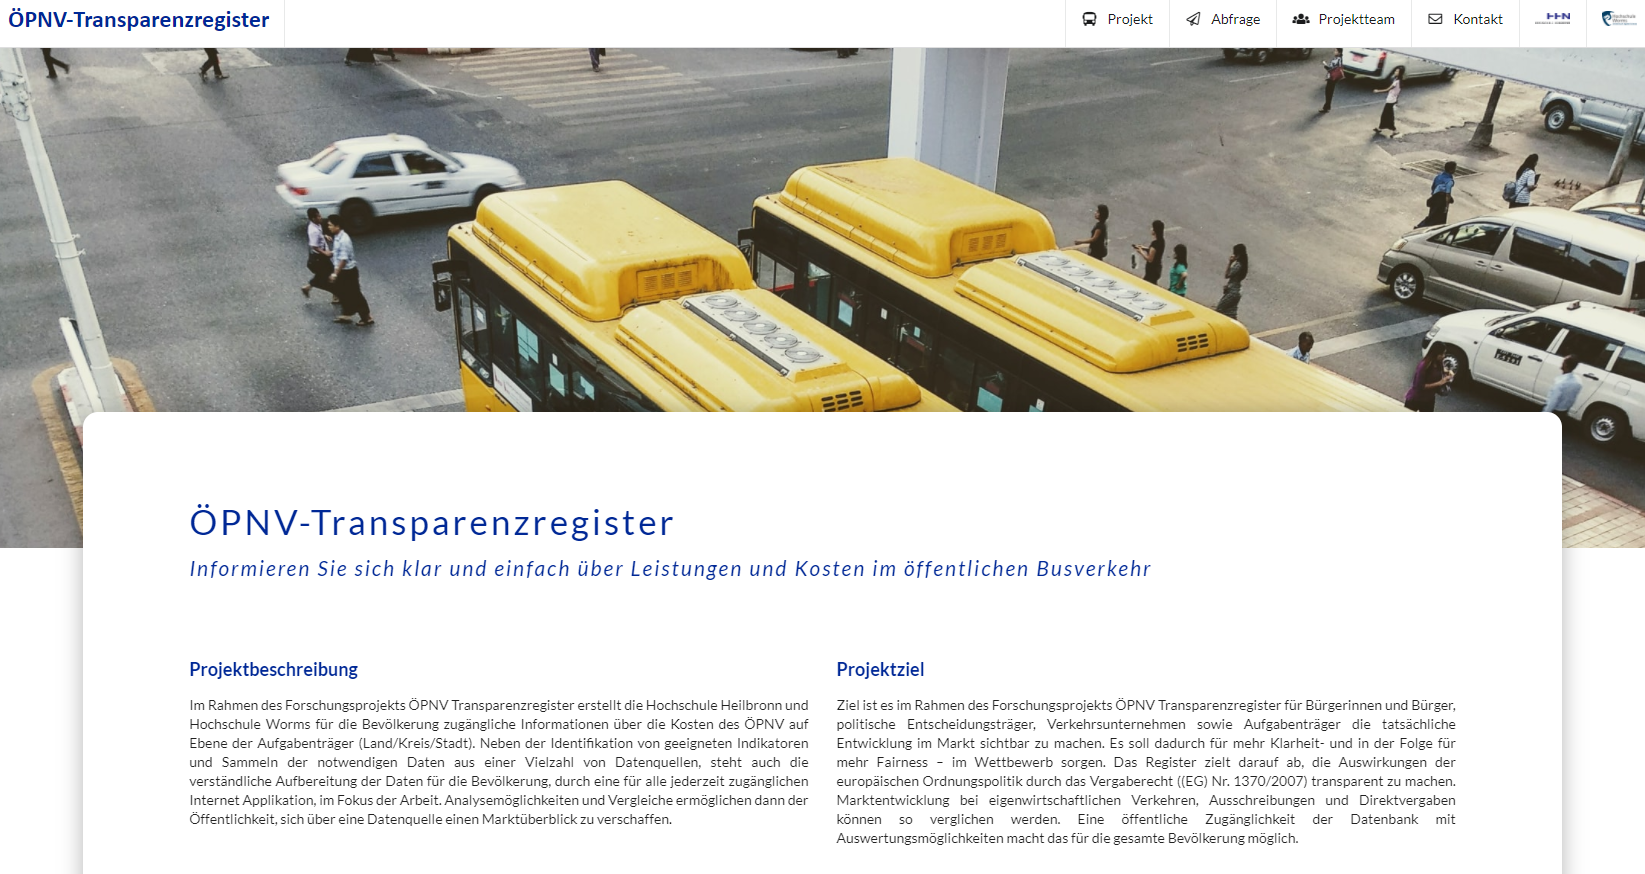 ÖPNV-Transparenzregister
Projekt
Abfrage
Projektteam
Kontakt
HHN
Hochschule
Worms
ÖPNV-Transparenzregister
Informieren Sie sich klar und einfach über Leistungen und Kosten im öffentlichen Busverkehr
Projektbeschreibung
Im Rahmen des Forschungsprojekts ÖPNV Transparenzregister erstellt die Hochschule Heilbronn und
Hochschule Worms für die Bevölkerung zugängliche Informationen über die Kosten des ÖPNV auf
Ebene der Aufgabenträger (Land/Kreis/Stadt). Neben der Identifikation von geeigneten Indikatoren
und Sammeln der notwendigen Daten aus einer Vielzahl von Datenquellen, steht auch die
verständliche Aufbereitung der Daten für die Bevölkerung, durch eine für alle jederzeit zugänglichen
Internet Applikation, im Fokus der Arbeit. Analysemöglichkeiten und Vergleiche ermöglichen dann der
Öffentlichkeit, sich über eine Datenquelle einen Marktüberblick zu verschaffen.
Projektziel
Ziel ist es im Rahmen des Forschungsprojekts ÖPNV Transparenzregister für Bürgerinnen und Bürger,
politische Entscheidungsträger, Verkehrsunternehmen sowie Aufgabenträger die tatsächliche
Entwicklung im Markt sichtbar zu machen. Es soll dadurch für mehr Klarheit- und in der Folge für
mehr Fairness – im Wettbewerb sorgen. Das Register zielt darauf ab, die Auswirkungen der
europäischen Ordnungspolitik durch das Vergaberecht ((EG) Nr. 1370/2007) transparent zu machen.
Marktentwicklung bei eigenwirtschaftlichen Verkehren, Ausschreibungen und Direktvergaben
können so verglichen werden. Eine öffentliche Zugänglichkeit der Datenbank mit
Auswertungsmöglichkeiten macht das für die gesamte Bevölkerung möglich.